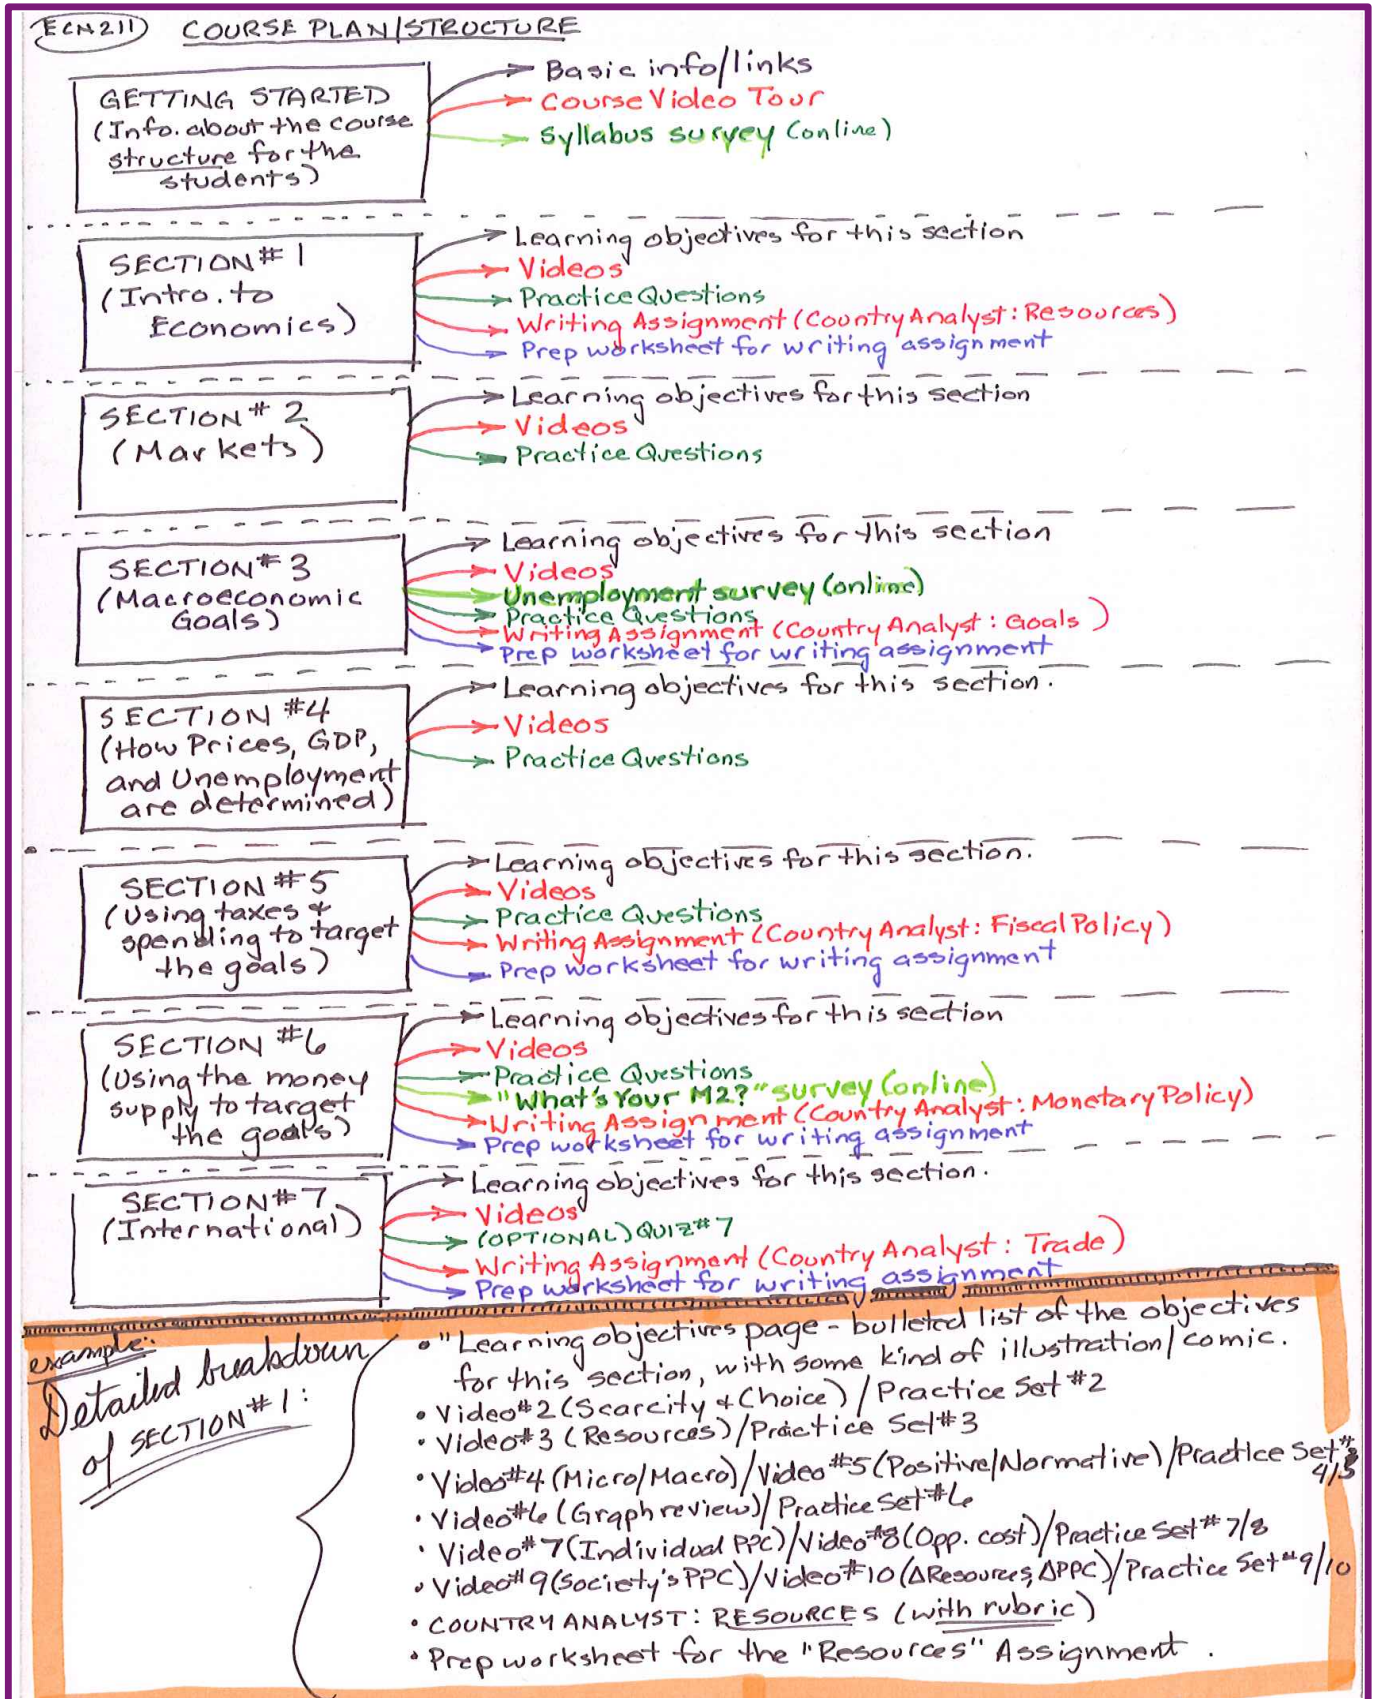 ECN211 COURSE PLAN/STRUCTURE
GETTING STARTED
(Info. about the course
structure for the
students)
Basic info/links
Course Video Tour
Syllabus survey (online)
SECTION #1
(Intro. to
Economics)
Learning objectives for this section
Videos
Practice Questions
Writing Assignment (Country Analyst: Resources)
Prep worksheet for writing assignment
SECTION #2
(Markets)
Learning objectives for this section
Videos
Practice Questions
SECTION #3
(Macroeconomic
Goals)
Learning objectives for this section
Videos
Unemployment survey (online)
Practice Questions
Writing Assignment (Country Analyst: Goals)
Prep worksheet for writing assignment
SECTION #4
(How Prices, GDP,
and Unemployment
are determined)
Learning objectives for this section.
Videos
Practice Questions
SECTION #5
(Using taxes &
spending to target
the goals)
Learning objectives for this section.
Videos
Practice Questions
Writing Assignment (Country Analyst: Fiscal Policy)
Prep worksheet for writing assignment
SECTION #6
(Using the money
supply to target
the goals)
Learning objectives for this section
Videos
Practice Questions
"What's Your M2?" survey (online)
Writing Assignment (Country Analyst: Monetary Policy)
Prep worksheet for writing assignment
SECTION #7
(International)
Learning objectives for this section.
Videos
(OPTIONAL) QUIZ #7
Writing Assignment (Country Analyst: Trade)
Prep worksheet for writing assignment
example:
Detailed breakdown
of SECTION #1:
• "Learning objectives page - bulleted list of the objectives
for this section, with some kind of illustration/comic.
• Video #2 (Scarcity & Choice) / Practice Set #2
• Video #3 (Resources) / Practice Set #3
• Video #4 (Micro/Macro) / Video #5 (Positive/Normative) / Practice Set #
4/5
• Video #6 (Graph review) / Practice Set #6
• Video #7 (Individual PPC) / Video #8 (Opp. cost) / Practice Set #7/8
• Video #9 (Society's PPC) / Video #10 (ΔResources, ΔPPC) / Practice Set #9/10
• COUNTRY ANALYST: RESOURCES (with rubric)
• Prep worksheet for the "Resources" Assignment.